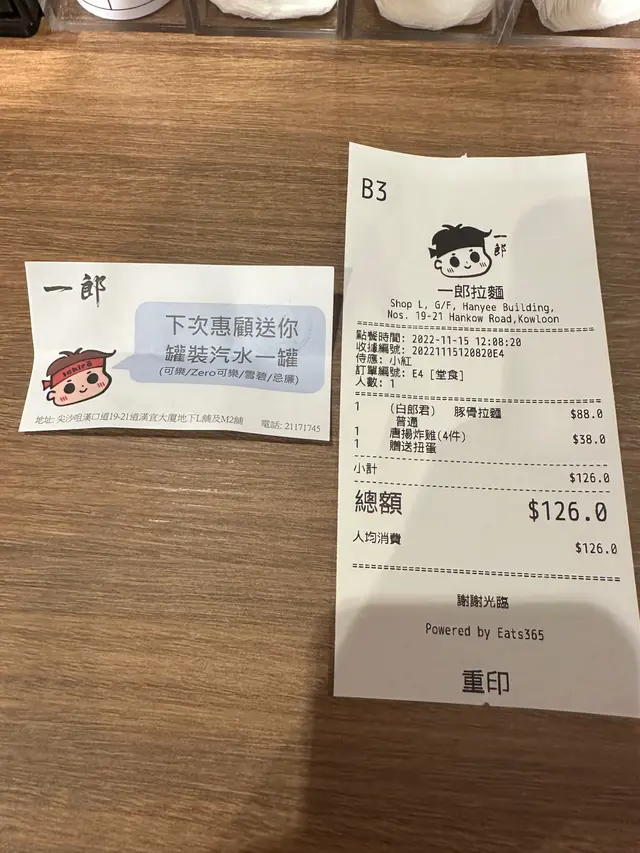 一郎
下次惠顧送你
罐裝汽水一罐
(可樂/Zero可樂/雪碧/忌廉)
ichiro
地址: 尖沙咀漢口道19-21道漢宜大廈地下L舖及M2舖 電話: 21171745
B3
一郎
一郎拉麵
Shop L, G/F, Hanyee Building,
Nos. 19-21 Hankow Road,Kowloon
點餐時間: 2022-11-15 12:08:20
收據編號: 20221115120820E4
侍應: 小紅
訂單編號: E4 [堂食]
人數: 1
1 (白郎君) 豚骨拉麵 $88.0
普通
1 唐揚炸雞(4件) $38.0
1 贈送扭蛋
小計 $126.0
總額 $126.0
人均消費 $126.0
謝謝光臨
Powered by Eats365
重印